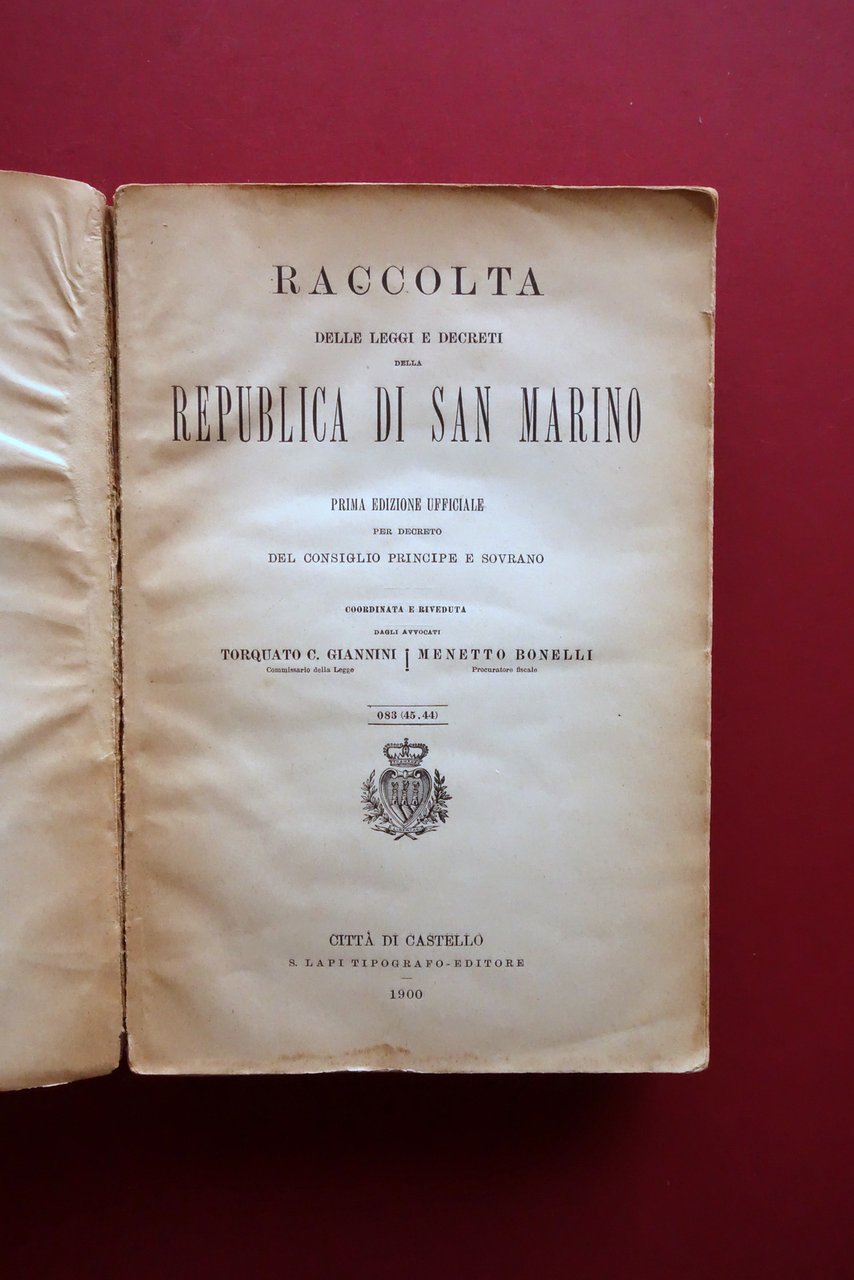 RACCOLTA
DELLE LEGGI E DECRETI
DELLA
REPUBLICA DI SAN MARINO
PRIMA EDIZIONE UFFICIALE
PER DECRETO
DEL CONSIGLIO PRINCIPE E SOVRANO
COORDINATA E RIVEDUTA
DAGLI AVVOCATI
TORQUATO C. GIANNINI | MENETTO BONELLI
Commissario della Legge Procuratore fiscale
083 (45.44)
CITTÀ DI CASTELLO
S. LAPI TIPOGRAFO-EDITORE
1900